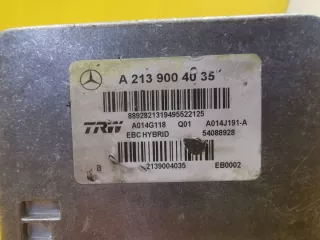 A 213 900 40 35
8892821319495522125
TRW A014G118 Q01 A014J191-A
EBC HYBRID 54088928
B 2139004035 EB0002